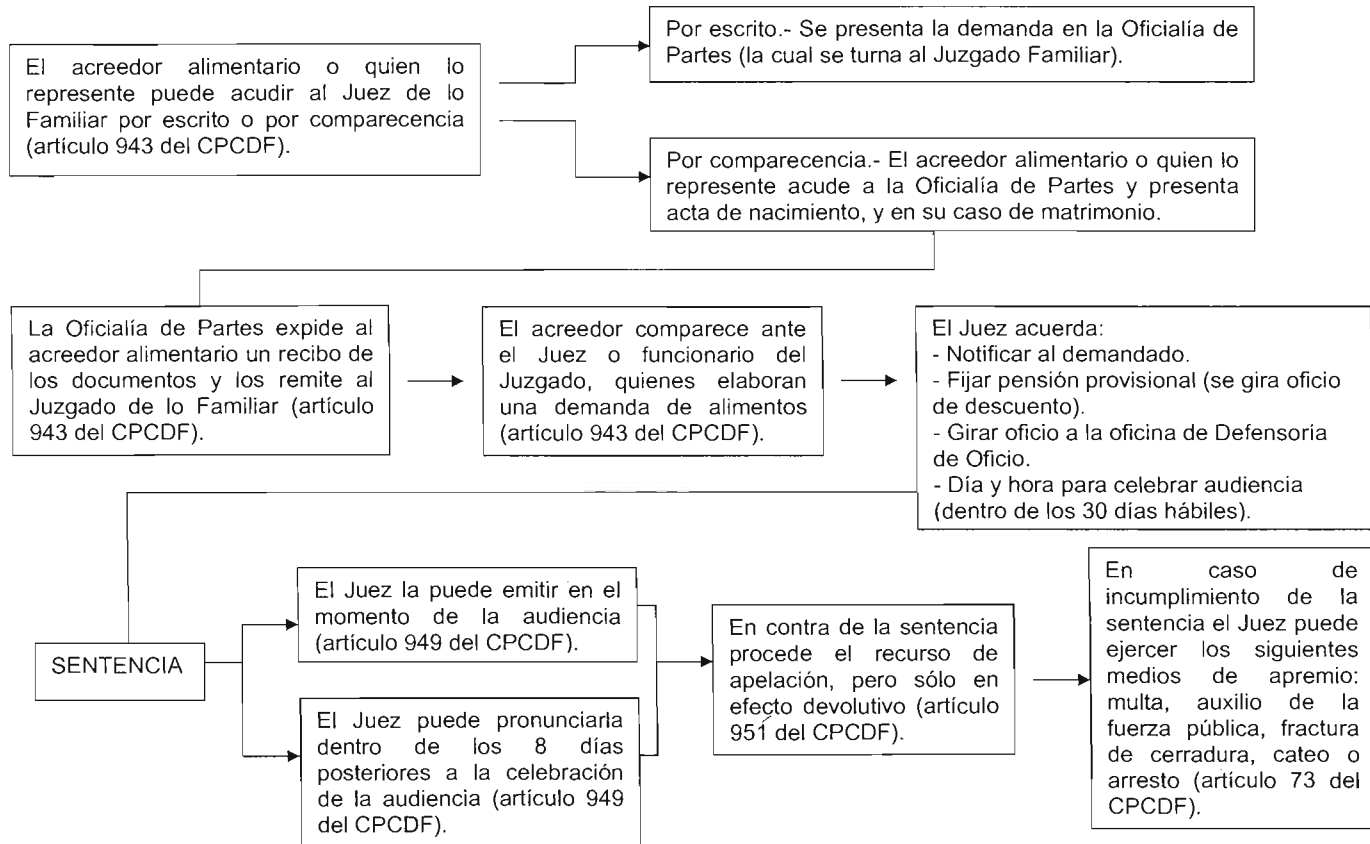 Por escrito.- Se presenta la demanda en la Oficialía de
Partes (la cual se turna al Juzgado Familiar).
El acreedor alimentario o quien lo
represente puede acudir al Juez de lo
Familiar por escrito o por comparecencia
(artículo 943 del CPCDF).
Por comparecencia.- El acreedor alimentario o quien lo
represente acude a la Oficialía de Partes y presenta
acta de nacimiento, y en su caso de matrimonio.
La Oficialía de Partes expide al
acreedor alimentario un recibo de
los documentos y los remite al
Juzgado de lo Familiar (artículo
943 del CPCDF).
El acreedor comparece ante
el Juez o funcionario del
Juzgado, quienes elaboran
una demanda de alimentos
(artículo 943 del CPCDF).
El Juez acuerda:
- Notificar al demandado.
- Fijar pensión provisional (se gira oficio
de descuento).
- Girar oficio a la oficina de Defensoría
de Oficio.
- Día y hora para celebrar audiencia
(dentro de los 30 días hábiles).
SENTENCIA
El Juez la puede emitir en el
momento de la audiencia
(artículo 949 del CPCDF).
El Juez puede pronunciarla
dentro de los 8 días
posteriores a la celebración
de la audiencia (artículo 949
del CPCDF).
En contra de la sentencia
procede el recurso de
apelación, pero sólo en
efecto devolutivo (artículo
951 del CPCDF).
En caso de
incumplimiento de la
sentencia el Juez puede
ejercer los siguientes
medios de apremio:
multa, auxilio de la
fuerza pública, fractura
de cerradura, cateo o
arresto (artículo 73 del
CPCDF).